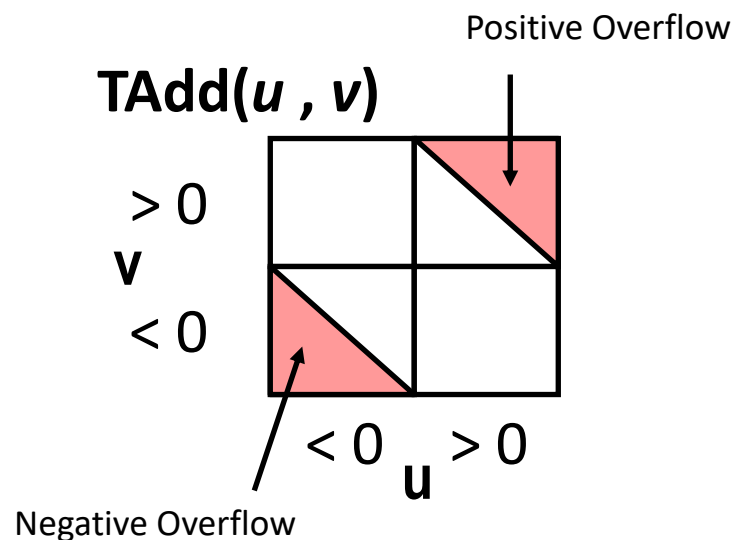 Positive Overflow
TAdd(u , v)
> 0
v
< 0
< 0 u > 0
Negative Overflow